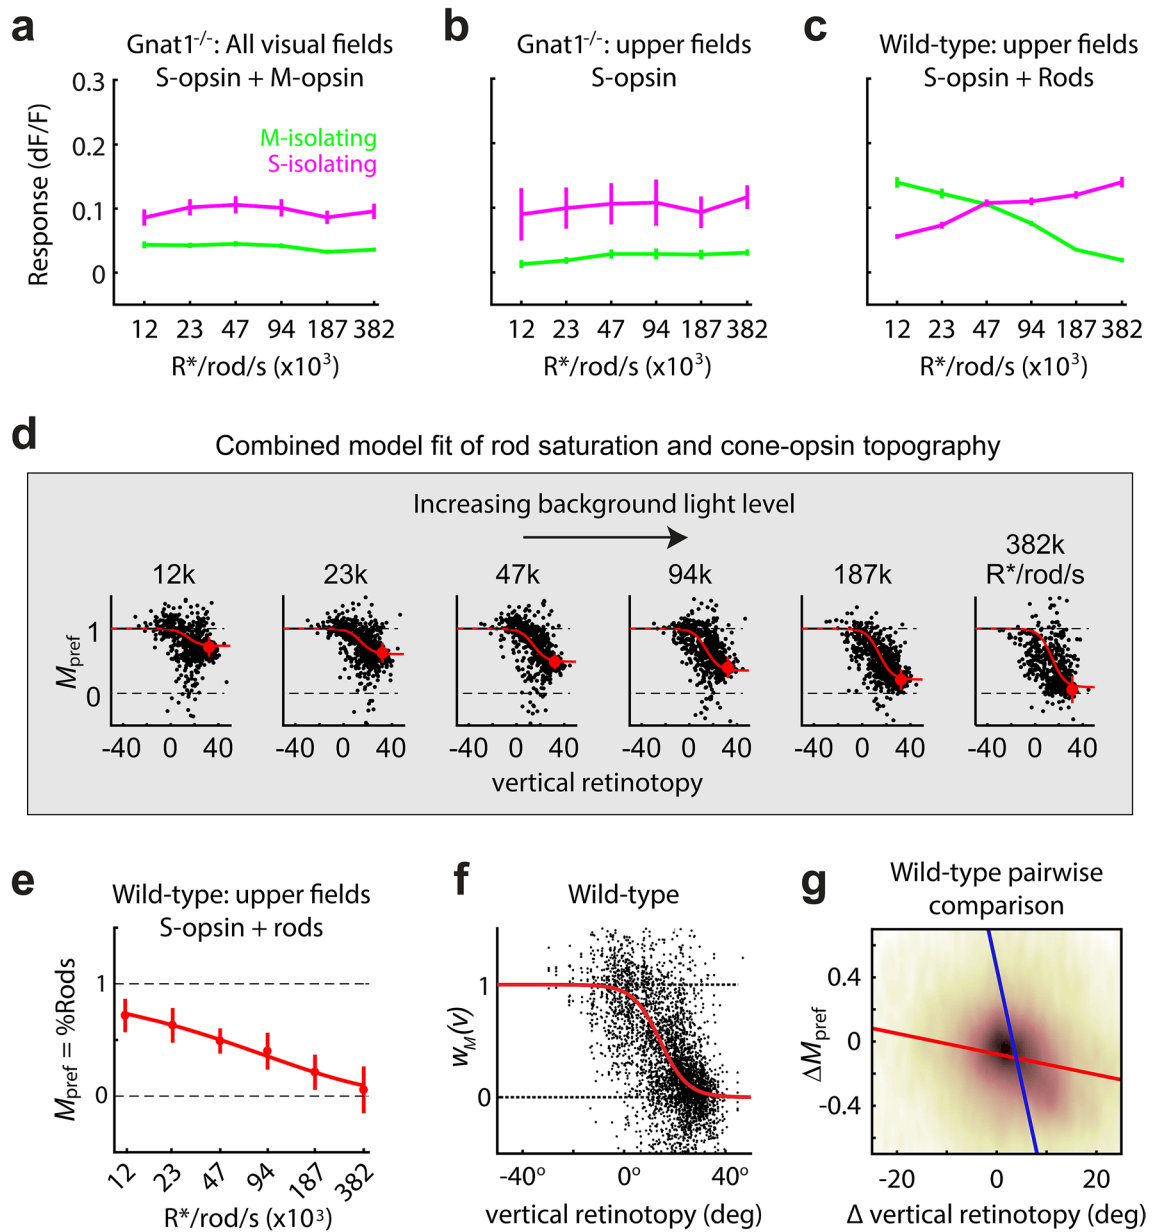 a
Gnat1-/-: All visual fields
S-opsin + M-opsin
0.3
0.2
0.1
0
Response (dF/F)
M-isolating
S-isolating
12 23 47 94 187 382
R*/rod/s (x10³)
b
Gnat1-/-: upper fields
S-opsin
12 23 47 94 187 382
R*/rod/s (x10³)
c
Wild-type: upper fields
S-opsin + Rods
12 23 47 94 187 382
R*/rod/s (x10³)
d
Combined model fit of rod saturation and cone-opsin topography
Increasing background light level
12k 23k 47k 94k 187k 382k
R*/rod/s
Mpref
1
0
-40 0 40 -40 0 40 -40 0 40 -40 0 40 -40 0 40 -40 0 40
vertical retinotopy
e
Wild-type: upper fields
S-opsin + rods
Mpref = %Rods
1
0
12 23 47 94 187 382
R*/rod/s (x10³)
f
Wild-type
wM(v)
1
0
-40° 0° 40°
vertical retinotopy (deg)
g
Wild-type pairwise
comparison
ΔMpref
0.4
0
-0.4
-20 0 20
Δ vertical retinotopy (deg)